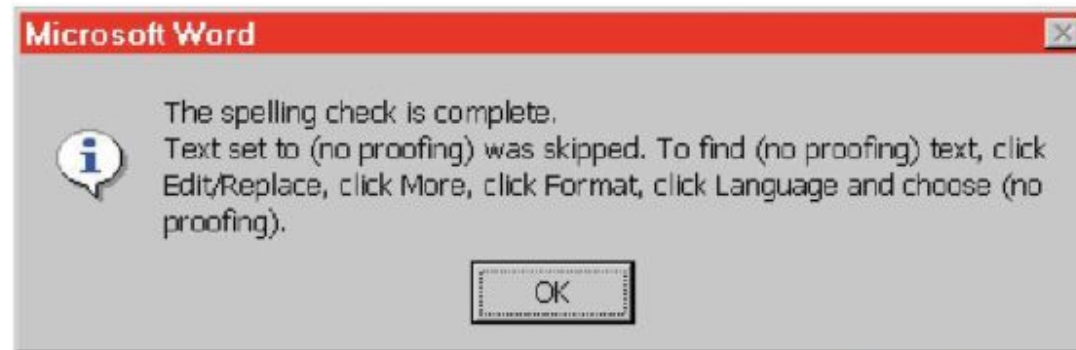 Microsoft Word
The spelling check is complete.
Text set to (no proofing) was skipped. To find (no proofing) text, click
Edit/Replace, click More, click Format, click Language and choose (no
proofing).
OK